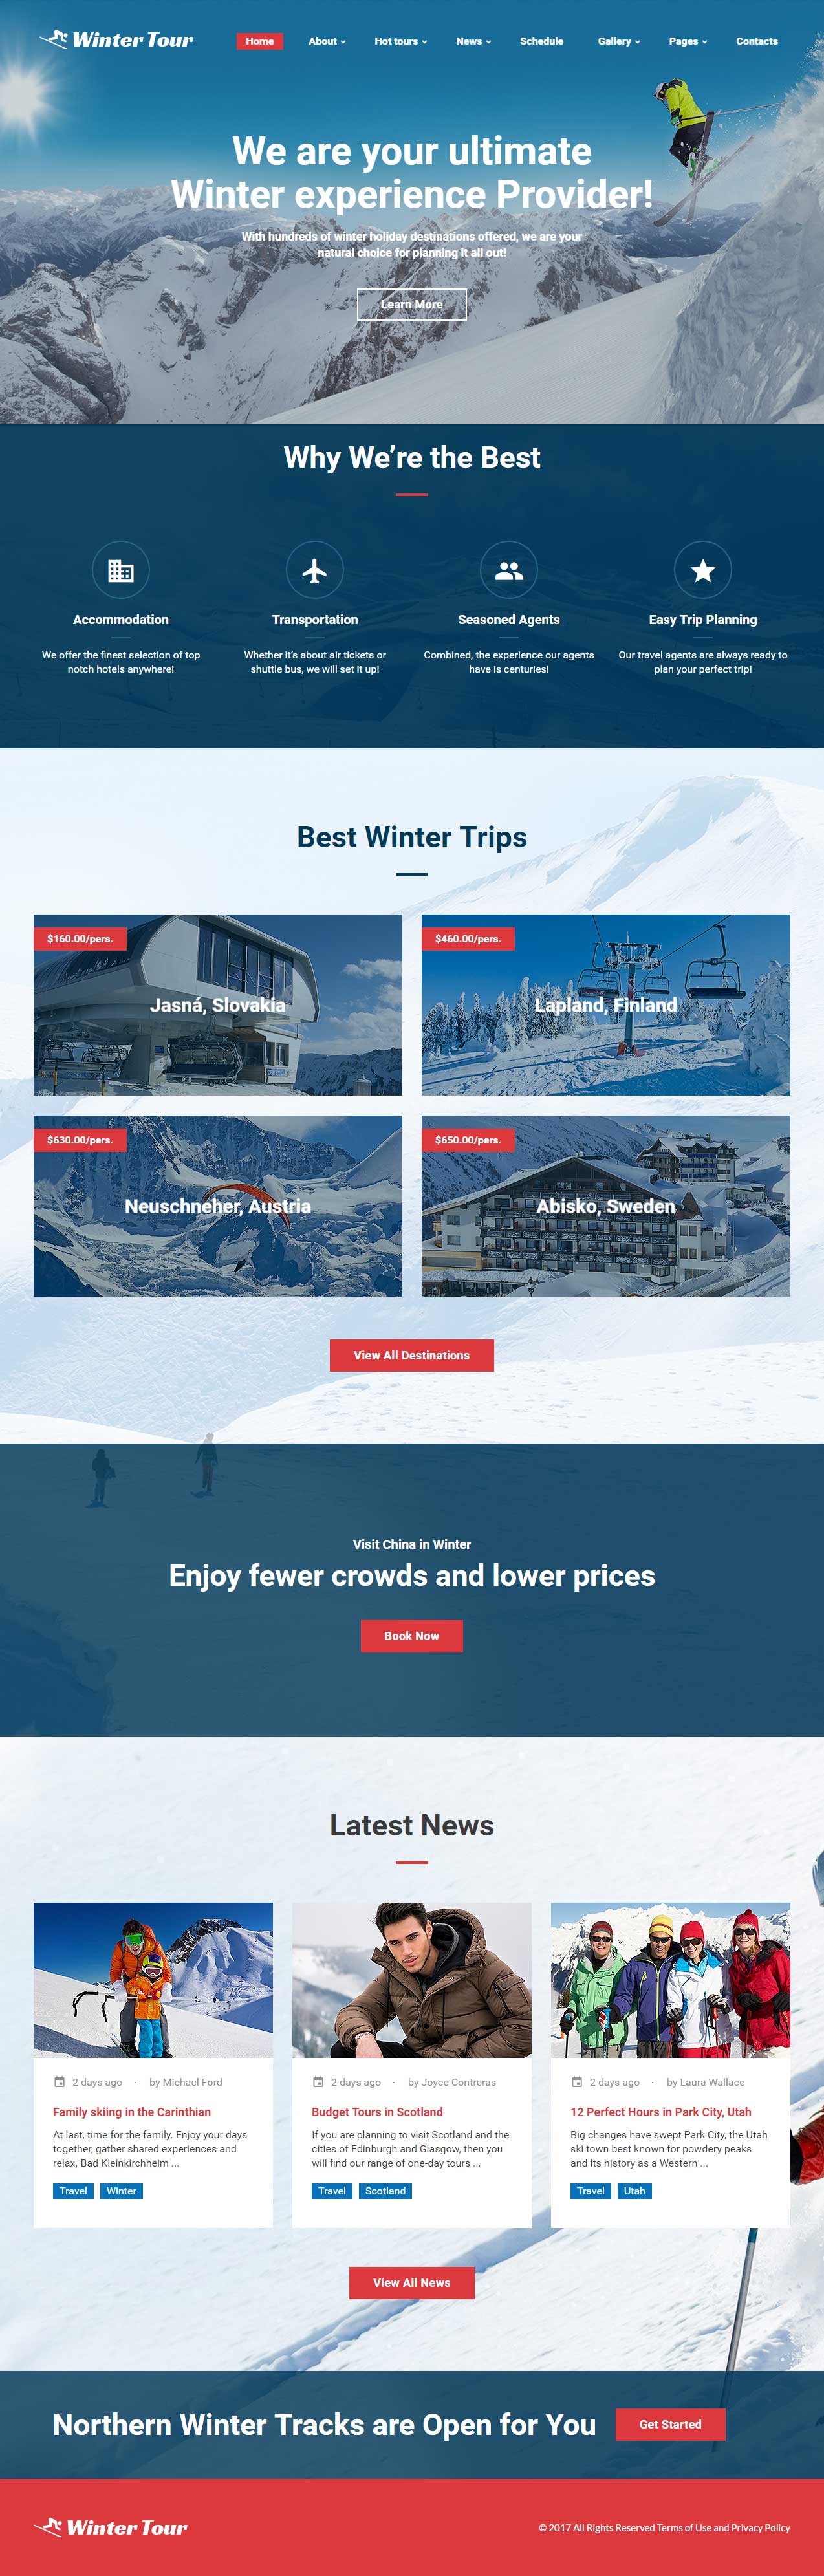 Winter Tour
Home About Hot tours News Schedule Gallery Pages Contacts
We are your ultimate
Winter experience Provider!
With hundreds of winter holiday destinations offered, we are your
natural choice for planning it all out!
Learn More
Why We're the Best
Accommodation
We offer the finest selection of top
notch hotels anywhere!
Transportation
Whether it's about air tickets or
shuttle bus, we will set it up!
Seasoned Agents
Combined, the experience our agents
have is centuries!
Easy Trip Planning
Our travel agents are always ready to
plan your perfect trip!
Best Winter Trips
$160.00/pers.
Jasná, Slovakia
$460.00/pers.
Lapland, Finland
$630.00/pers.
Neuschneher, Austria
$650.00/pers.
Abisko, Sweden
View All Destinations
Visit China in Winter
Enjoy fewer crowds and lower prices
Book Now
Latest News
2 days ago · by Michael Ford
Family skiing in the Carinthian
At last, time for the family. Enjoy your days
together, gather shared experiences and
relax. Bad Kleinkirchheim ...
Travel Winter
2 days ago · by Joyce Contreras
Budget Tours in Scotland
If you are planning to visit Scotland and the
cities of Edinburgh and Glasgow, then you
will find our range of one-day tours ...
Travel Scotland
2 days ago · by Laura Wallace
12 Perfect Hours in Park City, Utah
Big changes have swept Park City, the Utah
ski town best known for powdery peaks
and its history as a Western ...
Travel Utah
View All News
Northern Winter Tracks are Open for You
Get Started
Winter Tour
© 2017 All Rights Reserved Terms of Use and Privacy Policy